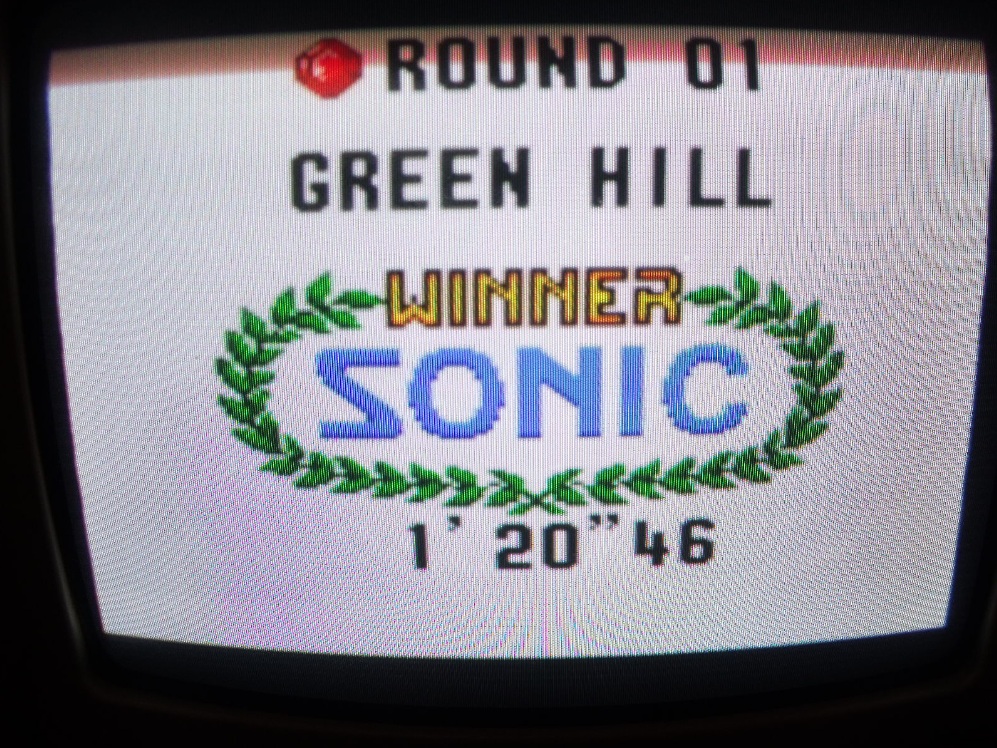 ROUND 01
GREEN HILL
WINNER
SONIC
1'20"46